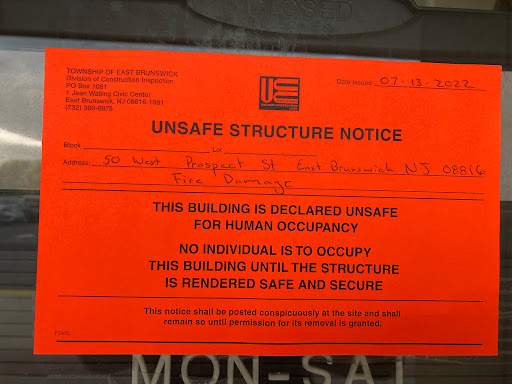 TOWNSHIP OF EAST BRUNSWICK
Division of Construction Inspection
PO Box 1081
1 Jean Walling Civic Center
East Brunswick, NJ 08816-1081
Date Issued 07-13-2022
UNSAFE STRUCTURE NOTICE
Block Lot
Address: 50 West Prospect St East Brunswick NJ 08816
Fire Damage
THIS BUILDING IS DECLARED UNSAFE
FOR HUMAN OCCUPANCY
NO INDIVIDUAL IS TO OCCUPY
THIS BUILDING UNTIL THE STRUCTURE
IS RENDERED SAFE AND SECURE
This notice shall be posted conspicuously at the site and shall
remain so until permission for its removal is granted.
MON-SAT